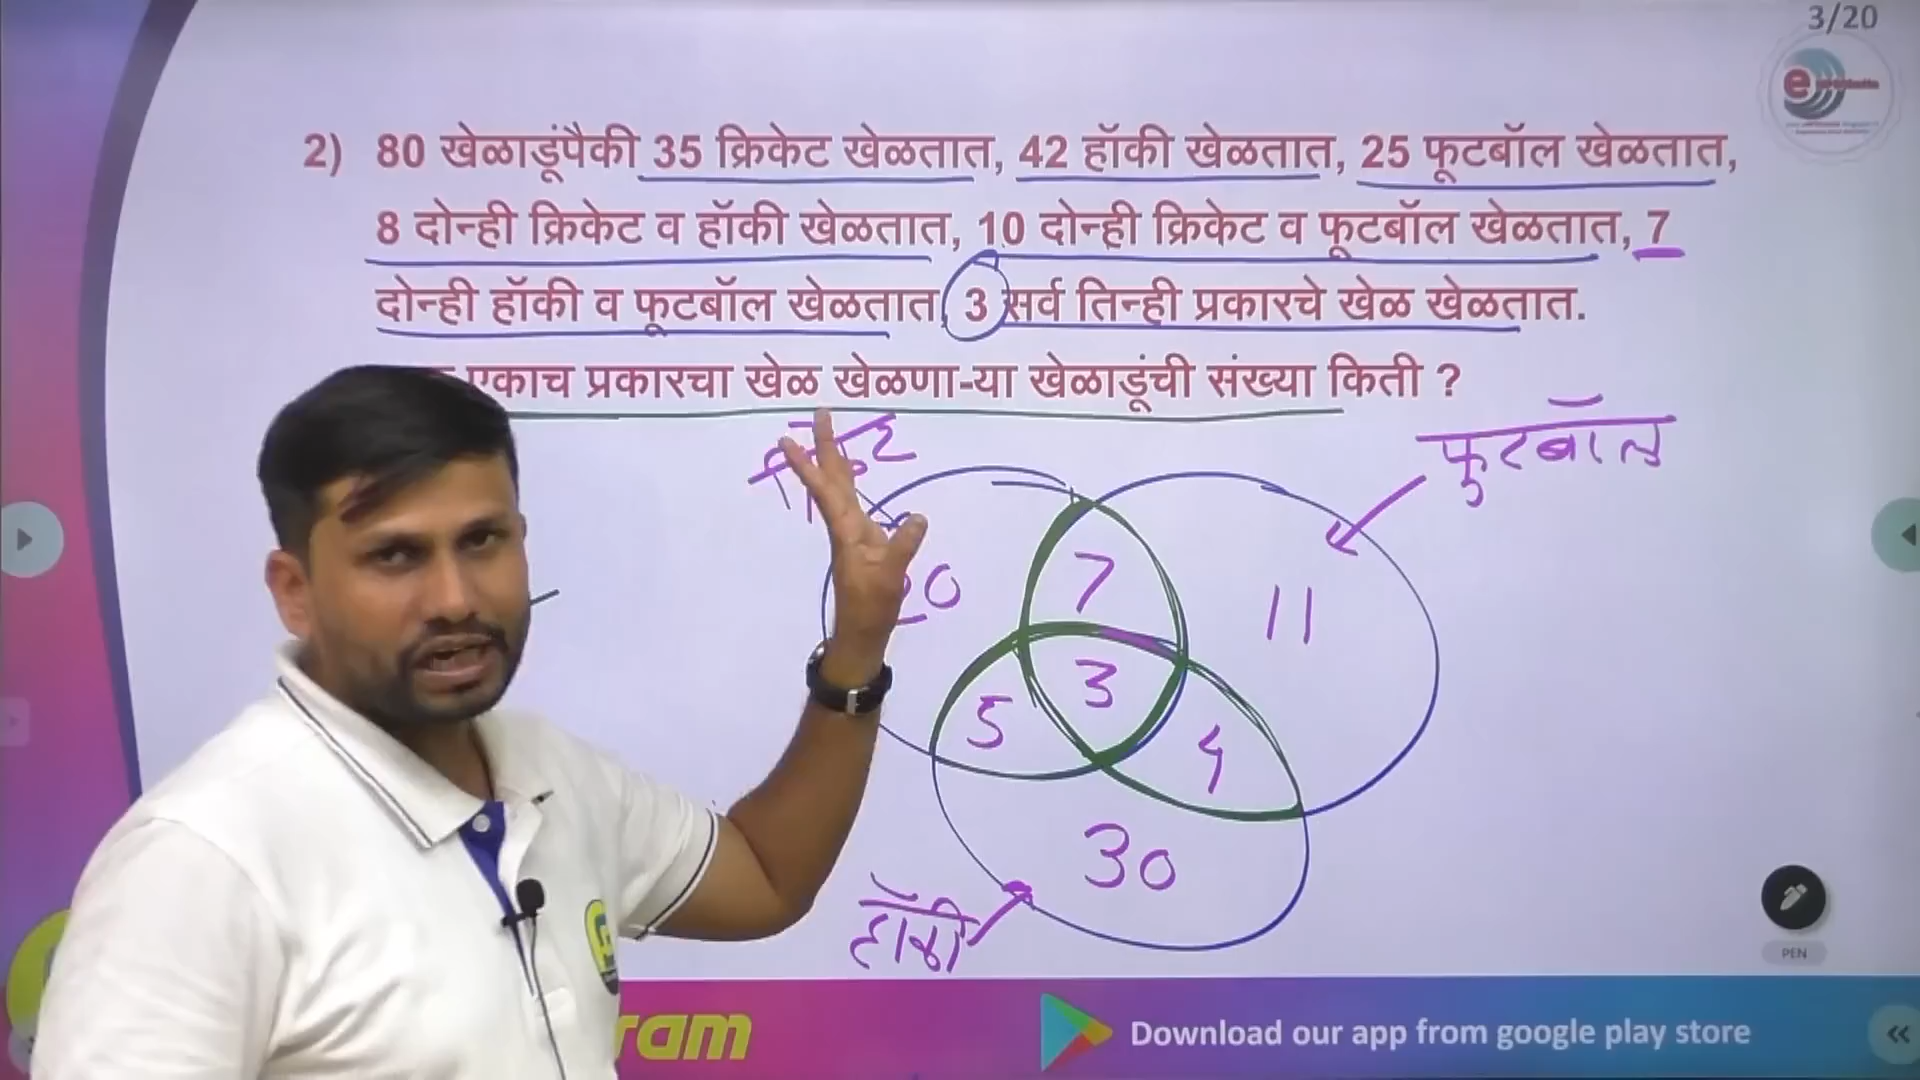 3/20
2) 80 खेळाडूंपैकी 35 क्रिकेट खेळतात, 42 हॉकी खेळतात, 25 फूटबॉल खेळतात,
8 दोन्ही क्रिकेट व हॉकी खेळतात, 10 दोन्ही क्रिकेट व फूटबॉल खेळतात, 7
दोन्ही हॉकी व फूटबॉल खेळतात 3 सर्व तिन्ही प्रकारचे खेळ खेळतात.
एकाच प्रकारचा खेळ खेळणा-या खेळाडूंची संख्या किती ?
फुटबॉल
20 7 11
3
5 4
30
हॉकी
PEN
ram
Download our app from google play store